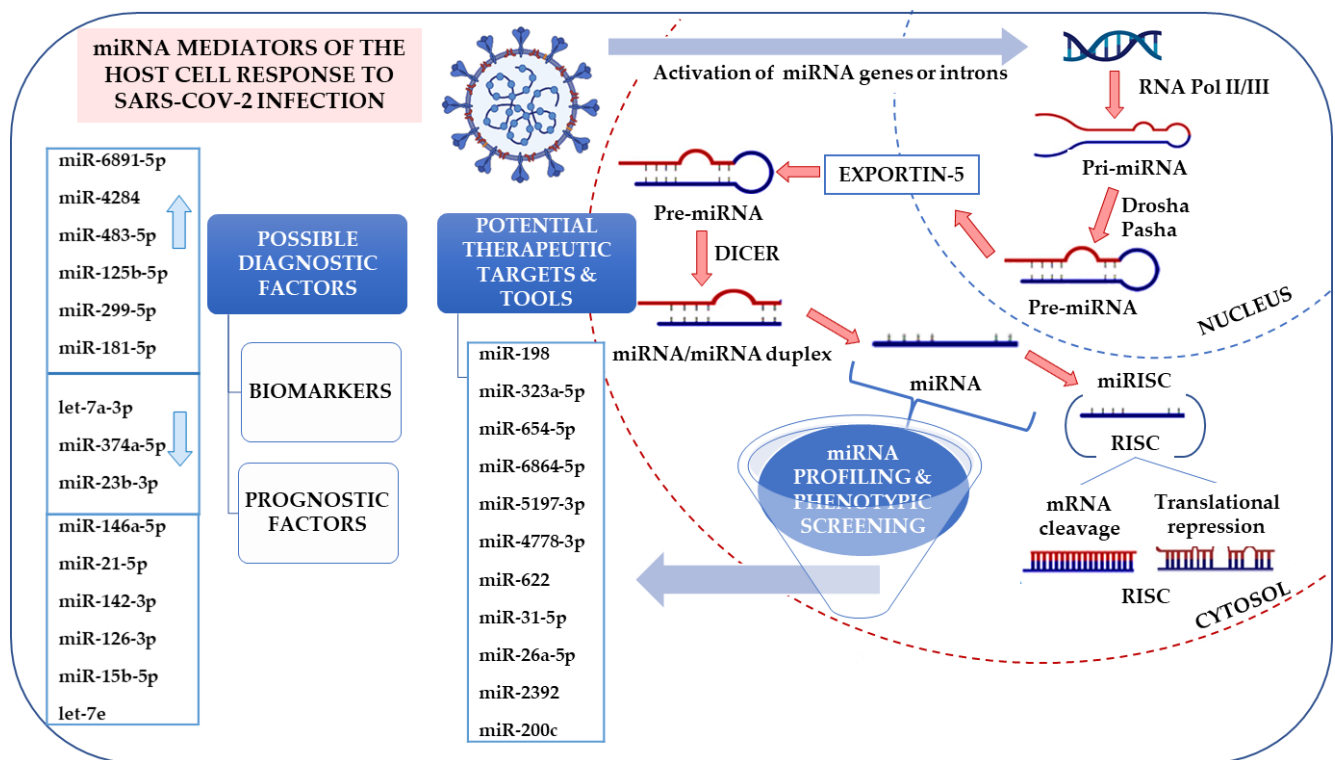 miRNA MEDIATORS OF THE
HOST CELL RESPONSE TO
SARS-COV-2 INFECTION
Activation of miRNA genes or introns
RNA Pol II/III
Pri-miRNA
Drosha
Pasha
Pre-miRNA
EXPORTIN-5
Pre-miRNA
DICER
miRNA/miRNA duplex
miRNA
miRISC
RISC
mRNA
cleavage
Translational
repression
RISC
NUCLEUS
CYTOSOL
miRNA
PROFILING &
PHENOTYPIC
SCREENING
POTENTIAL
THERAPEUTIC
TARGETS &
TOOLS
miR-198
miR-323a-5p
miR-654-5p
miR-6864-5p
miR-5197-3p
miR-4778-3p
miR-622
miR-31-5p
miR-26a-5p
miR-2392
miR-200c
POSSIBLE
DIAGNOSTIC
FACTORS
BIOMARKERS
PROGNOSTIC
FACTORS
miR-6891-5p
miR-4284
miR-483-5p
miR-125b-5p
miR-299-5p
miR-181-5p
let-7a-3p
miR-374a-5p
miR-23b-3p
miR-146a-5p
miR-21-5p
miR-142-3p
miR-126-3p
miR-15b-5p
let-7e